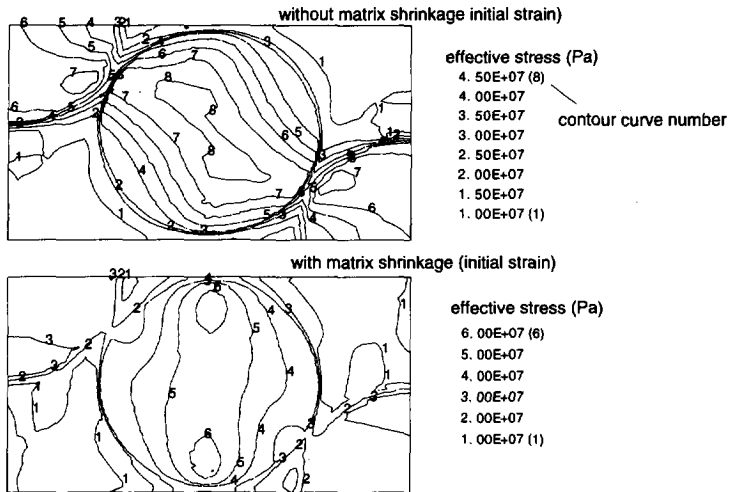 without matrix shrinkage initial strain)
effective stress (Pa)
4. 50E+07 (8)
4. 00E+07
3. 50E+07
3. 00E+07
2. 50E+07
2. 00E+07
1. 50E+07
1. 00E+07 (1)
contour curve number
with matrix shrinkage (initial strain)
effective stress (Pa)
6. 00E+07 (6)
5. 00E+07
4. 00E+07
3. 00E+07
2. 00E+07
1. 00E+07 (1)